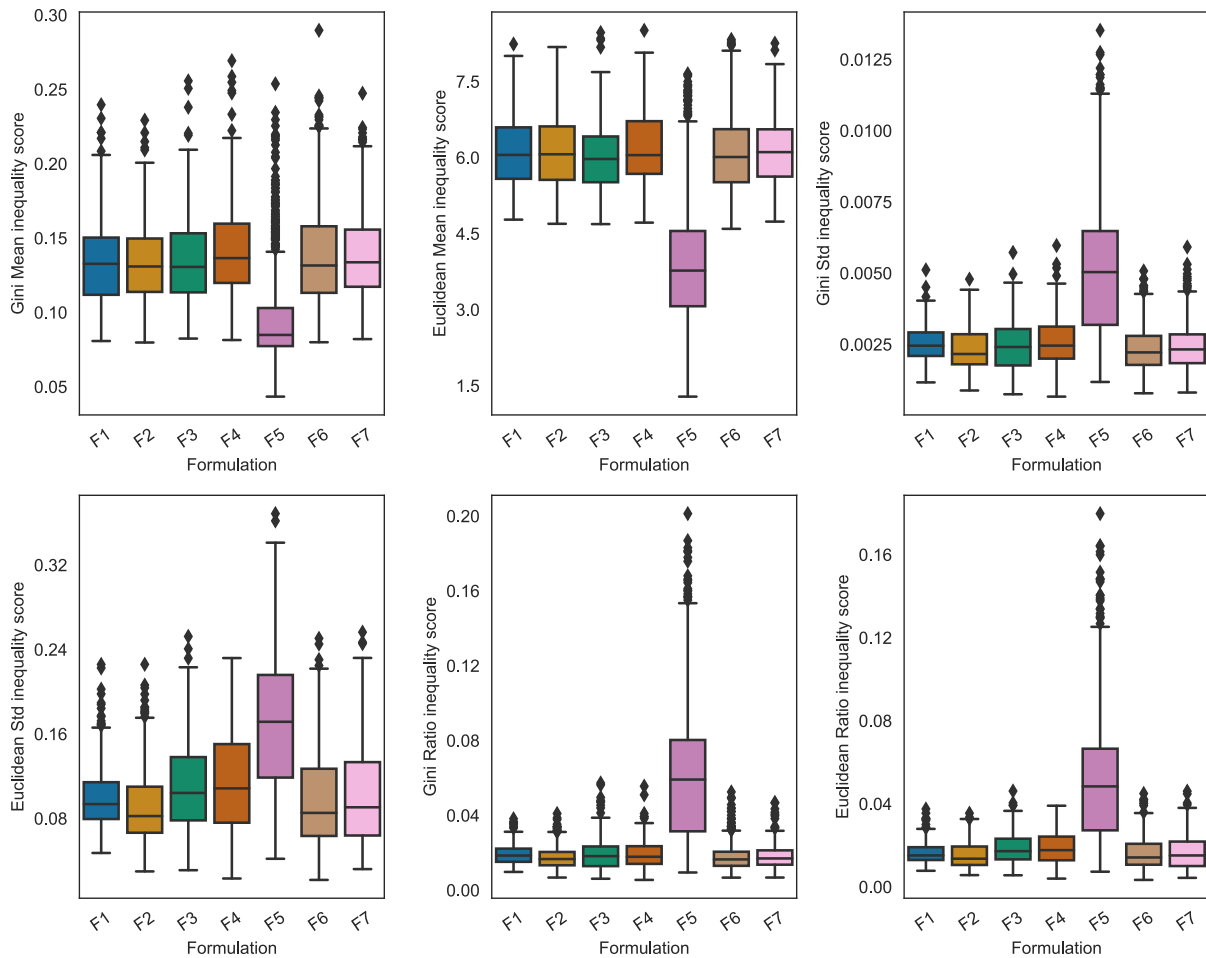 Gini Mean inequality score
0.30
0.25
0.20
0.15
0.10
0.05
F1 F2 F3 F4 F5 F6 F7
Formulation
Euclidean Mean inequality score
7.5
6.0
4.5
3.0
1.5
F1 F2 F3 F4 F5 F6 F7
Formulation
Gini Std inequality score
0.0125
0.0100
0.0075
0.0050
0.0025
F1 F2 F3 F4 F5 F6 F7
Formulation
Euclidean Std inequality score
0.32
0.24
0.16
0.08
F1 F2 F3 F4 F5 F6 F7
Formulation
Gini Ratio inequality score
0.20
0.16
0.12
0.08
0.04
0.00
F1 F2 F3 F4 F5 F6 F7
Formulation
Euclidean Ratio inequality score
0.16
0.12
0.08
0.04
0.00
F1 F2 F3 F4 F5 F6 F7
Formulation